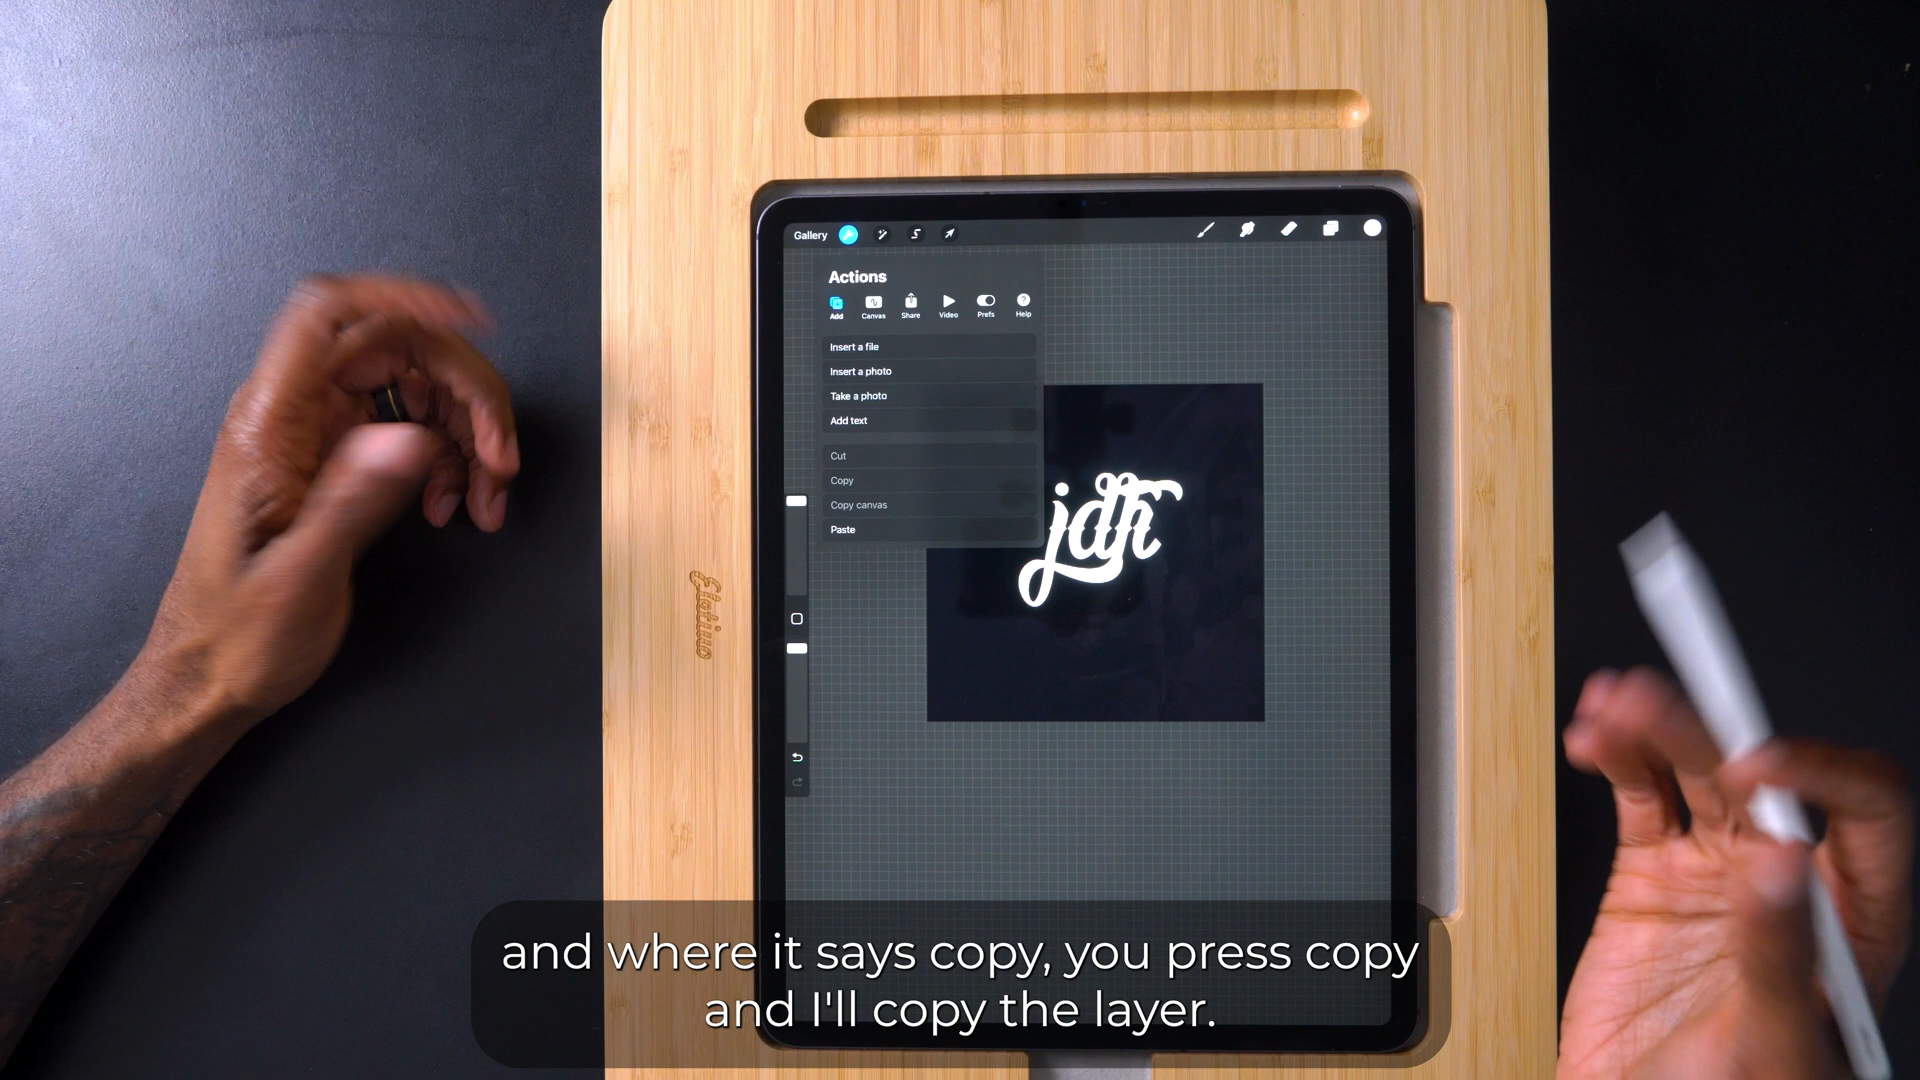 Gallery
Actions
Add Canvas Share Video Prefs Help
Insert a file
Insert a photo
Take a photo
Add text
Cut
Copy
Copy canvas
Paste
jdh
and where it says copy, you press copy
and I'll copy the layer.